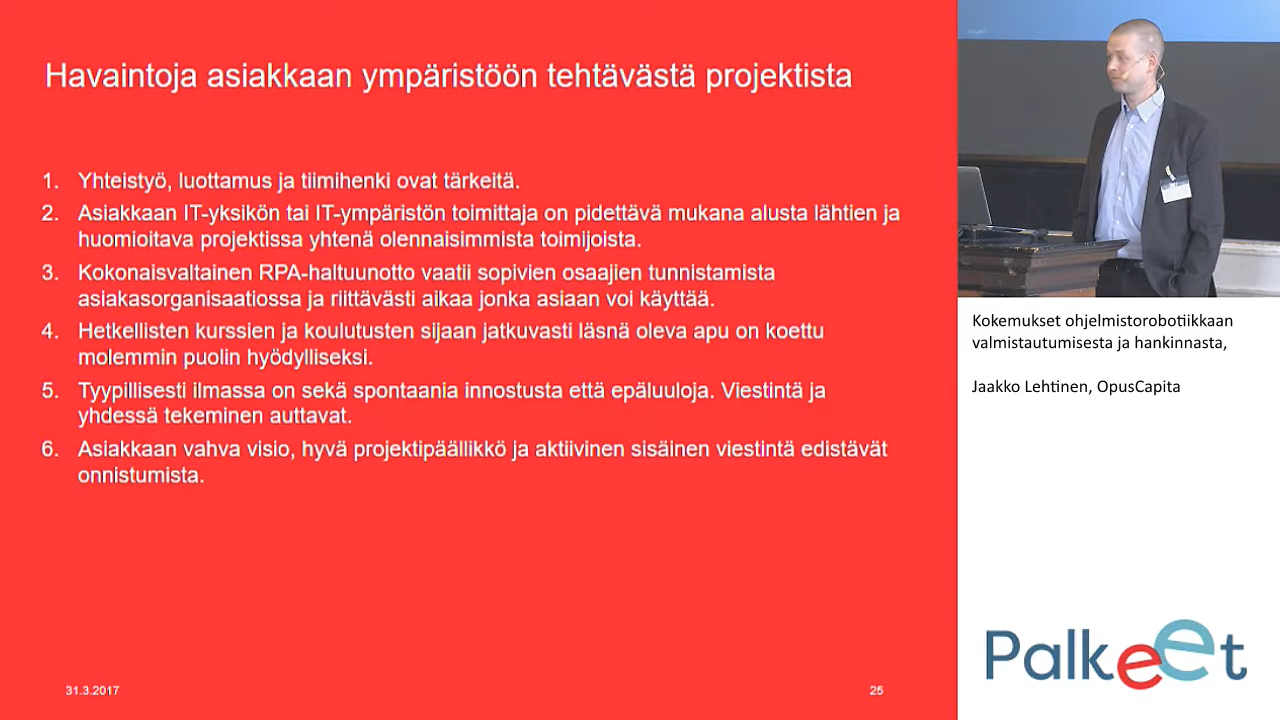 Havaintoja asiakkaan ympäristöön tehtävästä projektista
1. Yhteistyö, luottamus ja tiimihenki ovat tärkeitä.
2. Asiakkaan IT-yksikön tai IT-ympäristön toimittaja on pidettävä mukana alusta lähtien ja
huomioitava projektissa yhtenä olennaisimmista toimijoista.
3. Kokonaisvaltainen RPA-haltuunotto vaatii sopivien osaajien tunnistamista
asiakasorganisaatiossa ja riittävästi aikaa jonka asiaan voi käyttää.
4. Hetkellisten kurssien ja koulutusten sijaan jatkuvasti läsnä oleva apu on koettu
molemmin puolin hyödylliseksi.
5. Tyypillisesti ilmassa on sekä spontaania innostusta että epäluuloja. Viestintä ja
yhdessä tekeminen auttavat.
6. Asiakkaan vahva visio, hyvä projektipäällikkö ja aktiivinen sisäinen viestintä edistävät
onnistumista.
31.3.2017
25
Kokemukset ohjelmistorobotiikkaan
valmistautumisesta ja hankinnasta,
Jaakko Lehtinen, OpusCapita
Palkeet